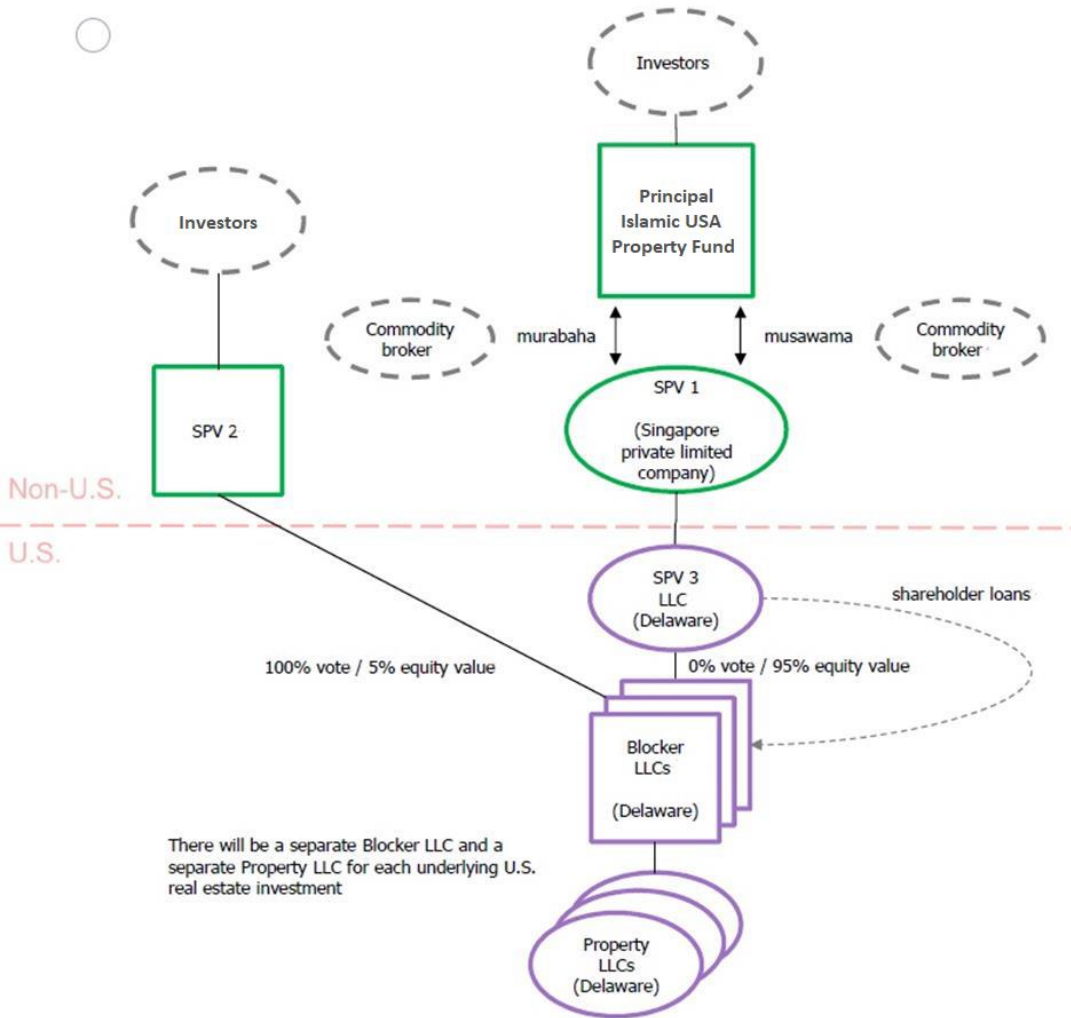 Investors
Principal
Islamic USA
Property Fund
Investors
Commodity
broker
murabaha
musawama
Commodity
broker
SPV 2
SPV 1
(Singapore
private limited
company)
Non-U.S.
U.S.
SPV 3
LLC
(Delaware)
shareholder loans
100% vote / 5% equity value
0% vote / 95% equity value
Blocker
LLCs
(Delaware)
There will be a separate Blocker LLC and a
separate Property LLC for each underlying U.S.
real estate investment
Property
LLCs
(Delaware)